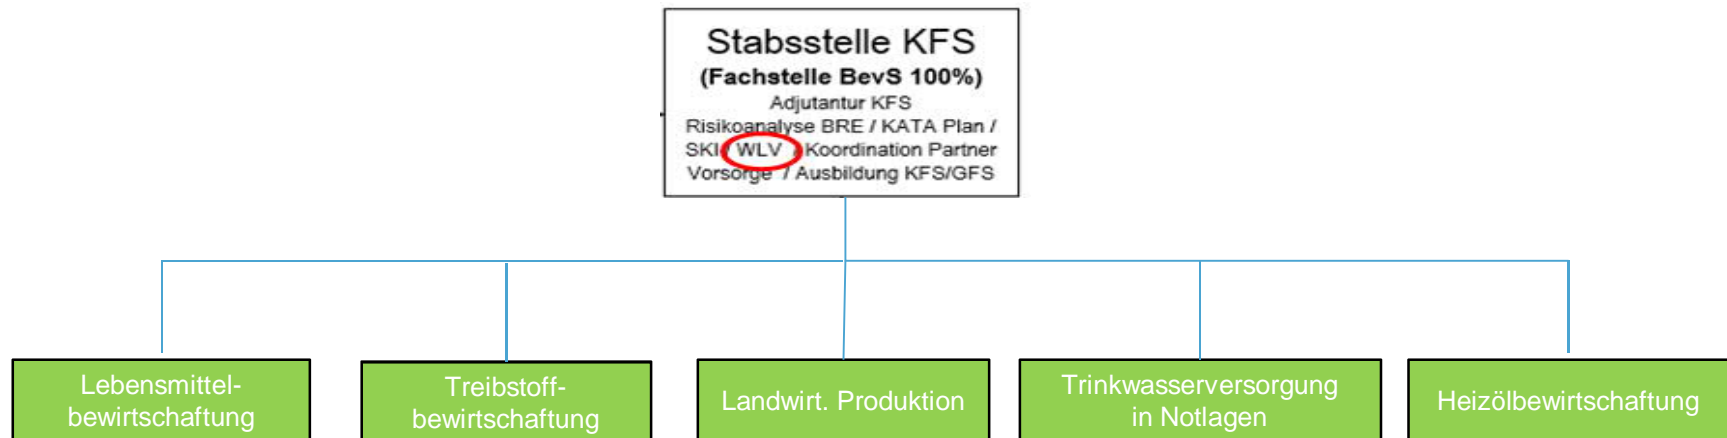 Stabsstelle KFS
(Fachstelle BevS 100%)
Adjutantur KFS
Risikoanalyse BRE / KATA Plan /
SKI / WLV / Koordination Partner
Vorsorge / Ausbildung KFS/GFS
Lebensmittel-
bewirtschaftung
Treibstoff-
bewirtschaftung
Landwirt. Produktion
Trinkwasserversorgung
in Notlagen
Heizölbewirtschaftung